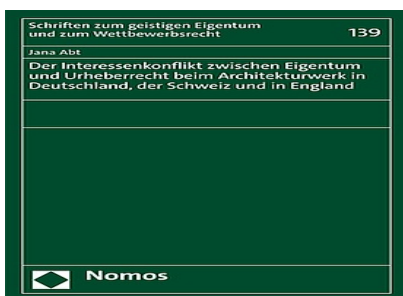 Schriften zum geistigen Eigentum
und zum Wettbewerbsrecht 139
Jana Abt
Der Interessenkonflikt zwischen Eigentum
und Urheberrecht beim Architekturwerk in
Deutschland, der Schweiz und in England
Nomos